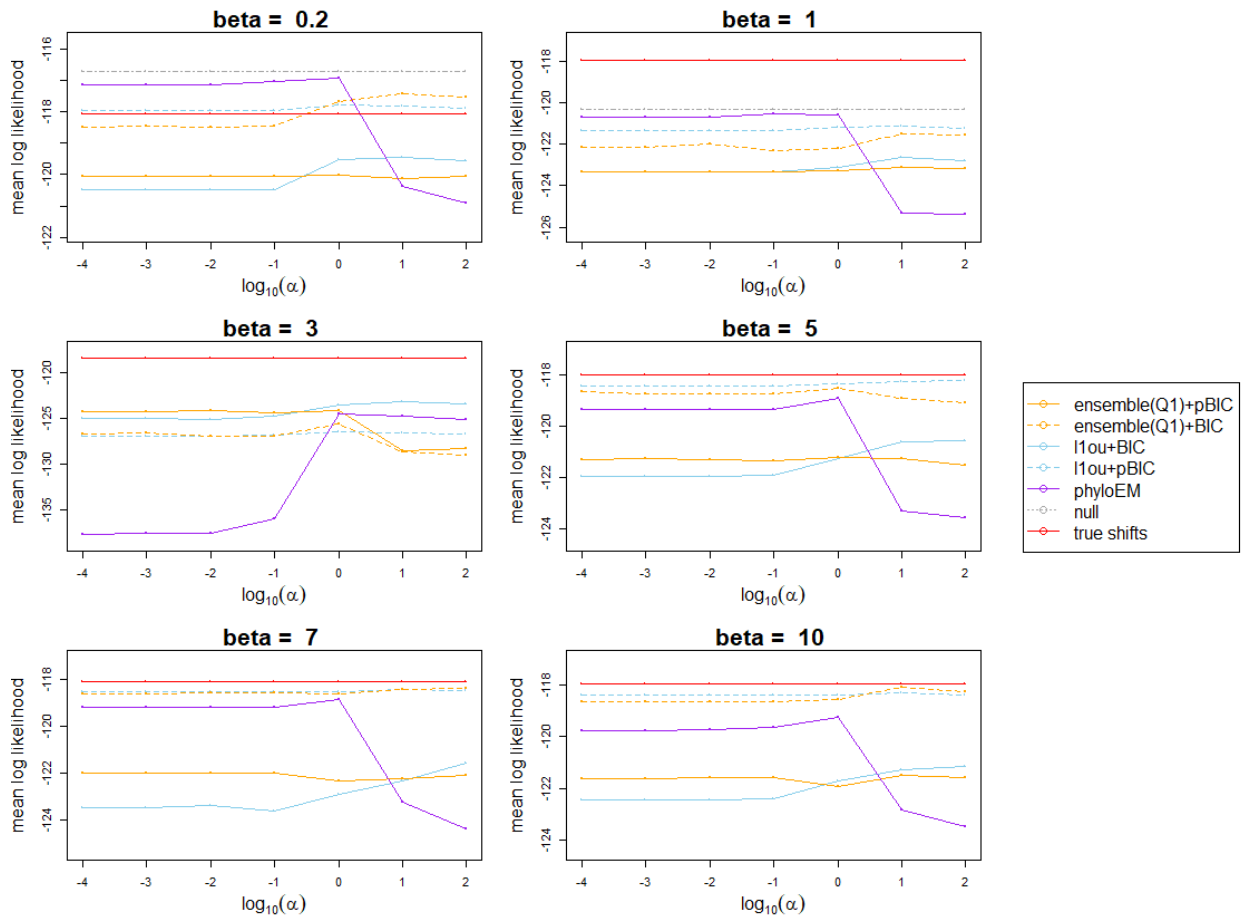 beta = 0.2
mean log likelihood
-116
-118
-120
-122
-4 -3 -2 -1 0 1 2
log10(α)
beta = 1
mean log likelihood
-118
-120
-122
-124
-126
-4 -3 -2 -1 0 1 2
log10(α)
beta = 3
mean log likelihood
-120
-125
-130
-135
-4 -3 -2 -1 0 1 2
log10(α)
beta = 5
mean log likelihood
-118
-120
-122
-124
-4 -3 -2 -1 0 1 2
log10(α)
ensemble(Q1)+pBIC
ensemble(Q1)+BIC
l1ou+BIC
l1ou+pBIC
phyloEM
null
true shifts
beta = 7
mean log likelihood
-118
-120
-122
-124
-4 -3 -2 -1 0 1 2
log10(α)
beta = 10
mean log likelihood
-118
-120
-122
-124
-4 -3 -2 -1 0 1 2
log10(α)